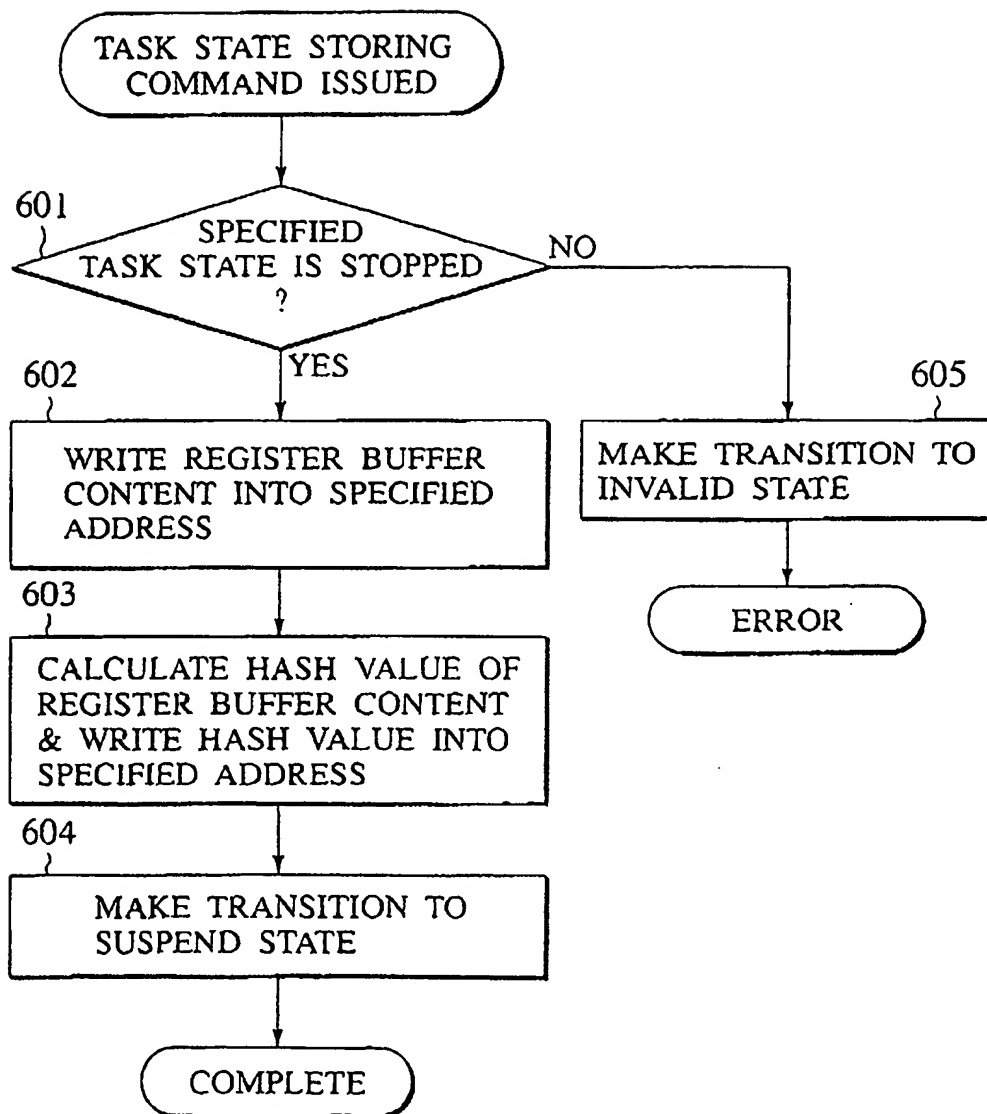 TASK STATE STORING
COMMAND ISSUED
601
SPECIFIED
TASK STATE IS STOPPED
?
NO
YES
602
WRITE REGISTER BUFFER
CONTENT INTO SPECIFIED
ADDRESS
605
MAKE TRANSITION TO
INVALID STATE
ERROR
603
CALCULATE HASH VALUE OF
REGISTER BUFFER CONTENT
& WRITE HASH VALUE INTO
SPECIFIED ADDRESS
604
MAKE TRANSITION TO
SUSPEND STATE
COMPLETE